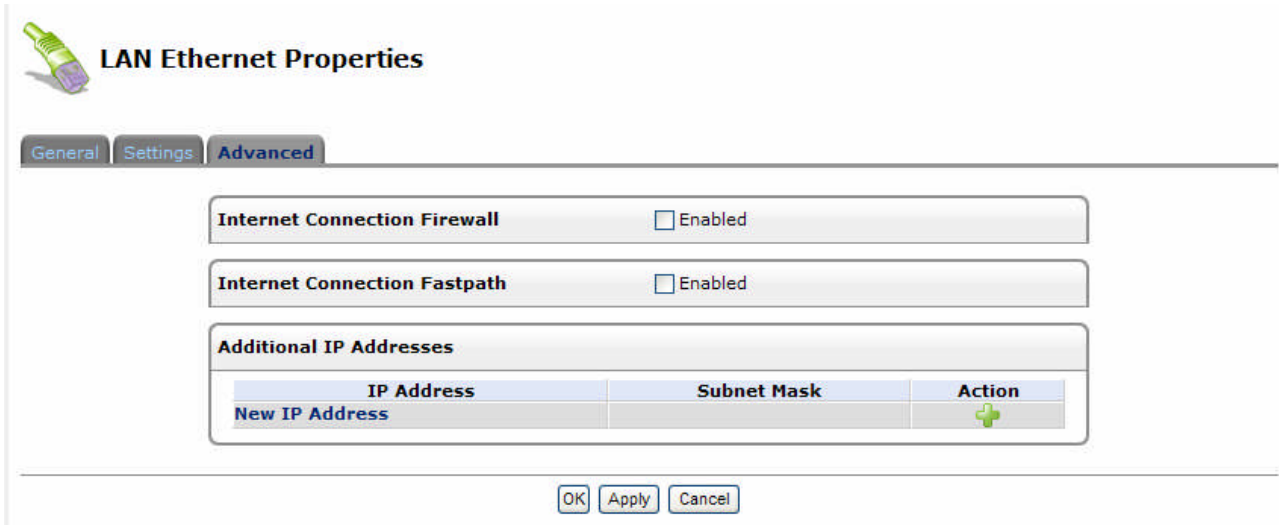 LAN Ethernet Properties
General Settings Advanced
Internet Connection Firewall Enabled
Internet Connection Fastpath Enabled
Additional IP Addresses
IP Address Subnet Mask Action
New IP Address
OK Apply Cancel